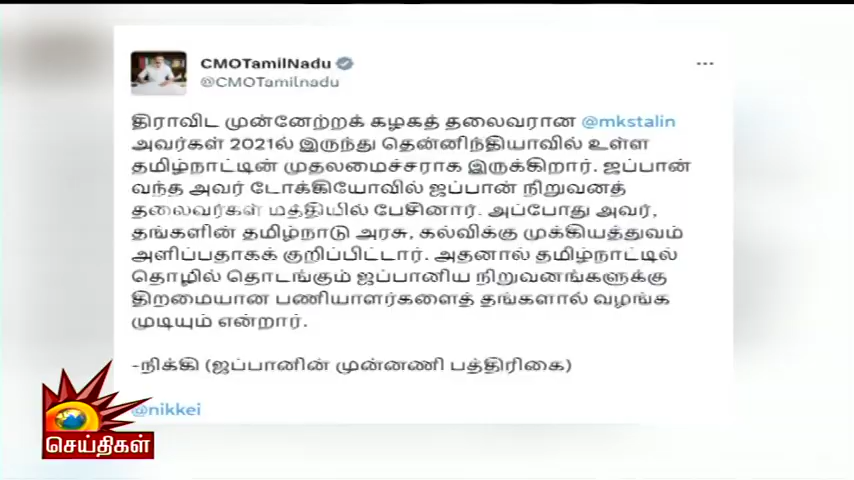 CMOTamilNadu
@CMOTamilnadu
திராவிட முன்னேற்றக் கழகத் தலைவரான @mkstalin
அவர்கள் 2021ல் இருந்து தென்னிந்தியாவில் உள்ள
தமிழ்நாட்டின் முதலமைச்சராக இருக்கிறார். ஜப்பான்
வந்த அவர் டோக்கியோவில் ஜப்பான் நிறுவனத்
தலைவர்கள் மத்தியில் பேசினார். அப்போது அவர்,
தங்களின் தமிழ்நாடு அரசு, கல்விக்கு முக்கியத்துவம்
அளிப்பதாகக் குறிப்பிட்டார். அதனால் தமிழ்நாட்டில்
தொழில் தொடங்கும் ஜப்பானிய நிறுவனங்களுக்கு
திறமையான பணியாளர்களைத் தங்களால் வழங்க
முடியும் என்றார்.
-நிக்கி (ஜப்பானின் முன்னணி பத்திரிகை)
@nikkei
செய்திகள்